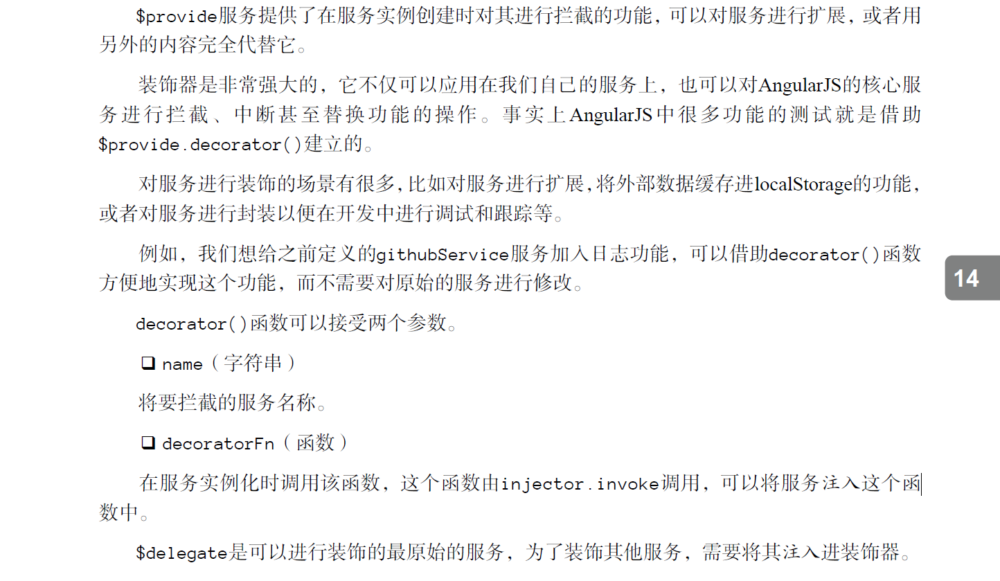 $provide服务提供了在服务实例创建时对其进行拦截的功能，可以对服务进行扩展，或者用
另外的内容完全代替它。
装饰器是非常强大的，它不仅可以应用在我们自己的服务上，也可以对AngularJS的核心服
务进行拦截、中断甚至替换功能的操作。事实上AngularJS中很多功能的测试就是借助
$provide.decorator()建立的。
对服务进行装饰的场景有很多，比如对服务进行扩展，将外部数据缓存进localStorage的功能，
或者对服务进行封装以便在开发中进行调试和跟踪等。
例如，我们想给之前定义的githubService服务加入日志功能，可以借助decorator()函数
方便地实现这个功能，而不需要对原始的服务进行修改。
14
decorator()函数可以接受两个参数。
❑ name（字符串）
将要拦截的服务名称。
❑ decoratorFn（函数）
在服务实例化时调用该函数，这个函数由injector.invoke调用，可以将服务注入这个函
数中。
$delegate是可以进行装饰的最原始的服务，为了装饰其他服务，需要将其注入进装饰器。